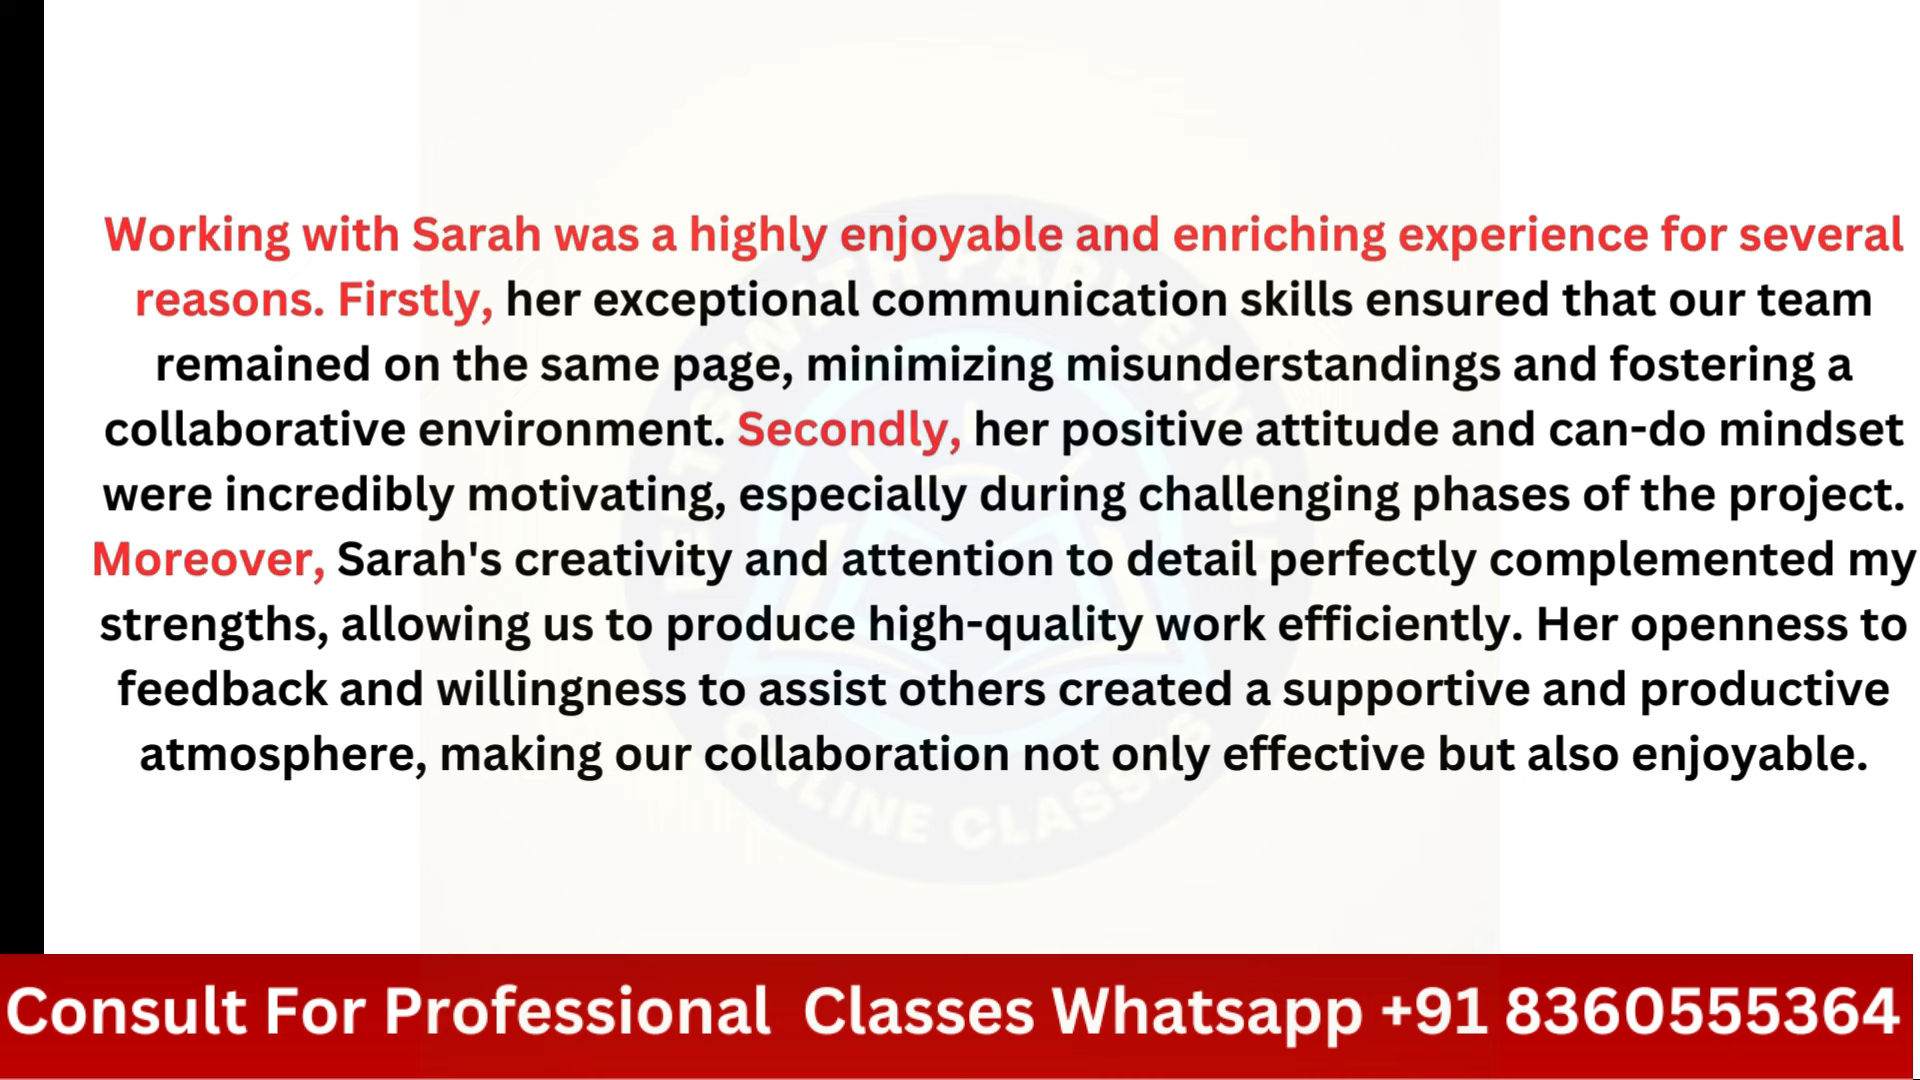 Working with Sarah was a highly enjoyable and enriching experience for several
reasons. Firstly, her exceptional communication skills ensured that our team
remained on the same page, minimizing misunderstandings and fostering a
collaborative environment. Secondly, her positive attitude and can-do mindset
were incredibly motivating, especially during challenging phases of the project.
Moreover, Sarah's creativity and attention to detail perfectly complemented my
strengths, allowing us to produce high-quality work efficiently. Her openness to
feedback and willingness to assist others created a supportive and productive
atmosphere, making our collaboration not only effective but also enjoyable.
ONLINE CLASSES
Consult For Professional Classes Whatsapp +91 8360555364